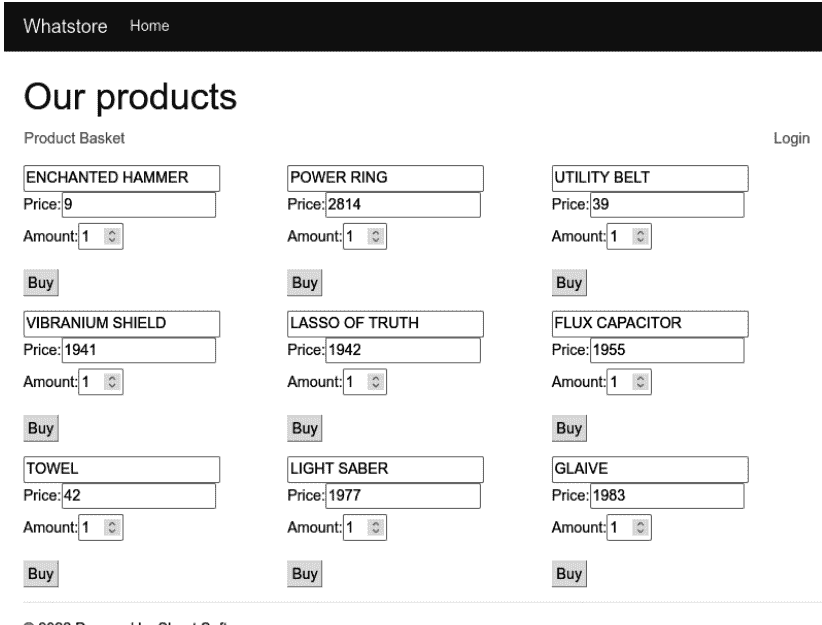 Whatstore Home
Our products
Product Basket Login
ENCHANTED HAMMER POWER RING UTILITY BELT
Price: 9 Price: 2814 Price: 39
Amount: 1 Amount: 1 Amount: 1
Buy Buy Buy
VIBRANIUM SHIELD LASSO OF TRUTH FLUX CAPACITOR
Price: 1941 Price: 1942 Price: 1955
Amount: 1 Amount: 1 Amount: 1
Buy Buy Buy
TOWEL LIGHT SABER GLAIVE
Price: 42 Price: 1977 Price: 1983
Amount: 1 Amount: 1 Amount: 1
Buy Buy Buy